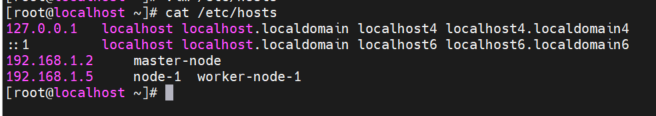 [root@localhost ~]# cat /etc/hosts
127.0.0.1   localhost localhost.localdomain localhost4 localhost4.localdomain4
::1         localhost localhost.localdomain localhost6 localhost6.localdomain6
192.168.1.2     master-node
192.168.1.5     node-1  worker-node-1
[root@localhost ~]#